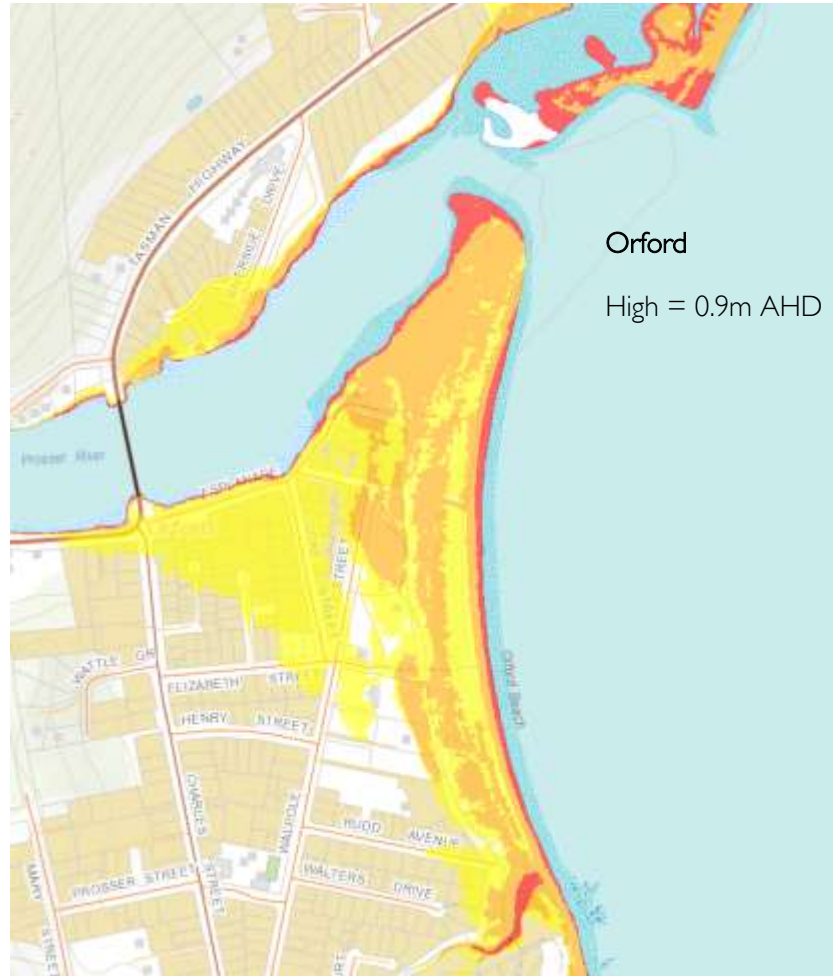 TASMAN HIGHWAY
DRIVE
Orford
High = 0.9m AHD
Prosser River
ESPLANADE
Orford
STREET
STREET
Orford Beach
WATTLE GR
ELIZABETH
HENRY STREET
CHARLES STREET
WALPOLE
RUDD AVENUE
PROSSER STREET
WALTERS DRIVE
MARY STREET